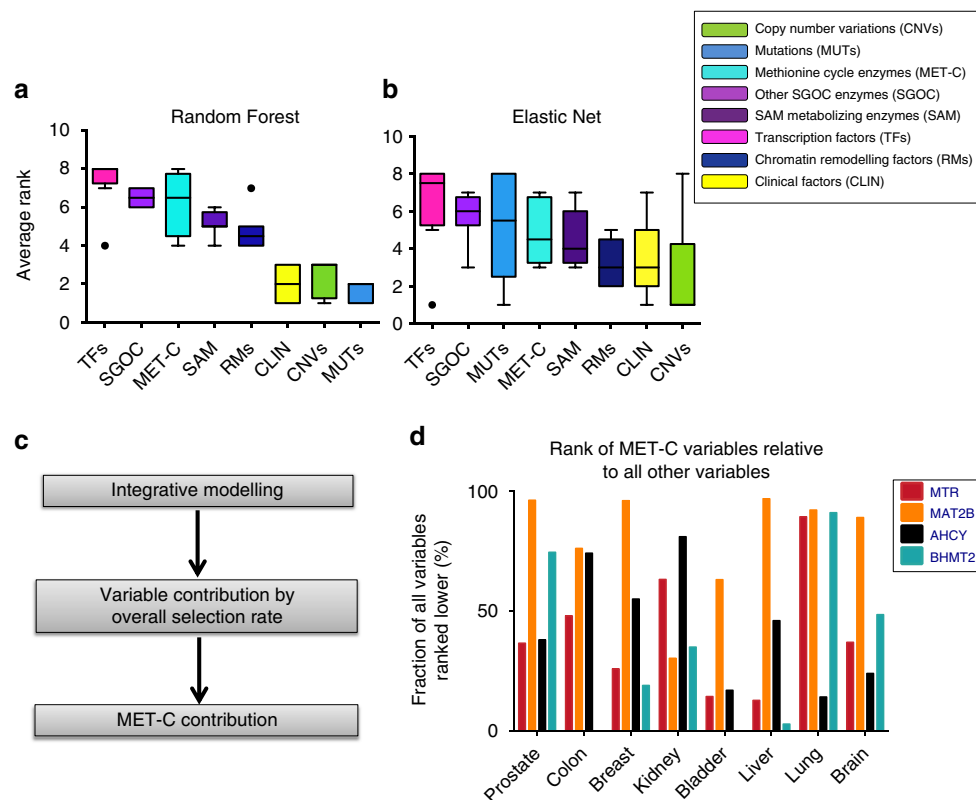 Copy number variations (CNVs)
Mutations (MUTs)
Methionine cycle enzymes (MET-C)
Other SGOC enzymes (SGOC)
SAM metabolizing enzymes (SAM)
Transcription factors (TFs)
Chromatin remodelling factors (RMs)
Clinical factors (CLIN)
a
Random Forest
Average rank
10
8
6
4
2
0
TFs
SGOC
MET-C
SAM
RMs
CLIN
CNVs
MUTs
b
Elastic Net
10
8
6
4
2
0
TFs
SGOC
MUTs
MET-C
SAM
RMs
CLIN
CNVs
c
Integrative modelling
Variable contribution by
overall selection rate
MET-C contribution
d
Rank of MET-C variables relative
to all other variables
Fraction of all variables
ranked lower (%)
100
50
0
Prostate
Colon
Breast
Kidney
Bladder
Liver
Lung
Brain
MTR
MAT2B
AHCY
BHMT2